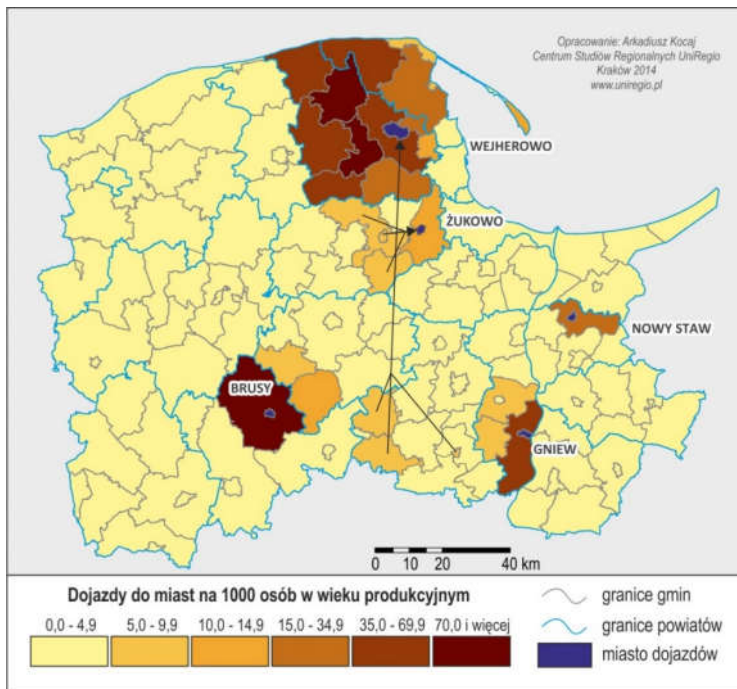 Opracowanie: Arkadiusz Kocaj
Centrum Studiów Regionalnych UniRegio
Kraków 2014
www.uniregio.pl
WEJHEROWO
ŻUKOWO
NOWY STAW
BRUSY
GNIEW
0 10 20 40 km
Dojazdy do miast na 1000 osób w wieku produkcyjnym
0,0 - 4,9 5,0 - 9,9 10,0 - 14,9 15,0 - 34,9 35,0 - 69,9 70,0 i więcej
granice gmin
granice powiatów
miasto dojazdów